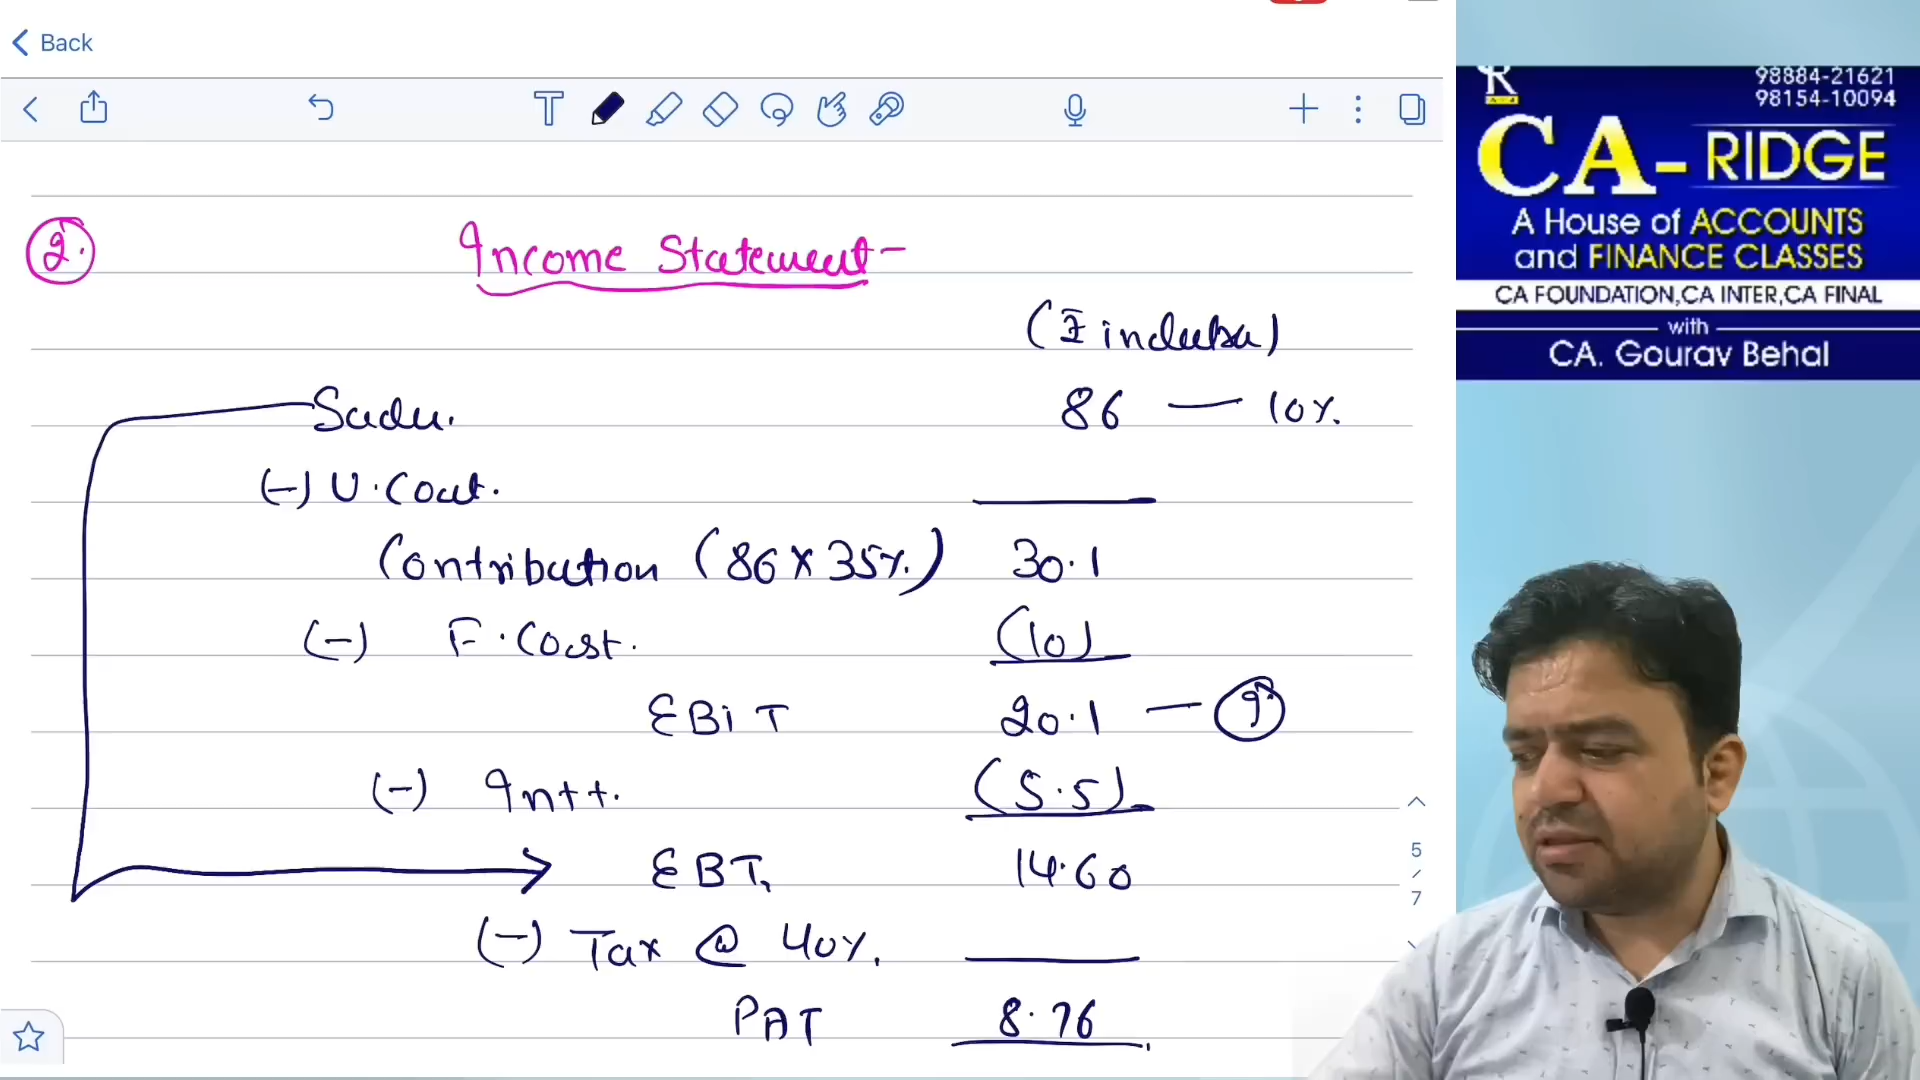 Back
2.
Income Statement
(₹ in lakhs)
Sales. 86 — 10%.
(-) V.Cost.
Contribution (86 x 35%.) 30.1
(-) F.Cost. (10)
EBIT 20.1 —
(-) Intt. (5.5)
EBT, 14.60
(-) Tax @ 40%.
PAT 8.76
5
/
7
98884-21621
98154-10094
CA-RIDGE
A House of ACCOUNTS
and FINANCE CLASSES
CA FOUNDATION,CA INTER,CA FINAL
with
CA. Gourav Behal